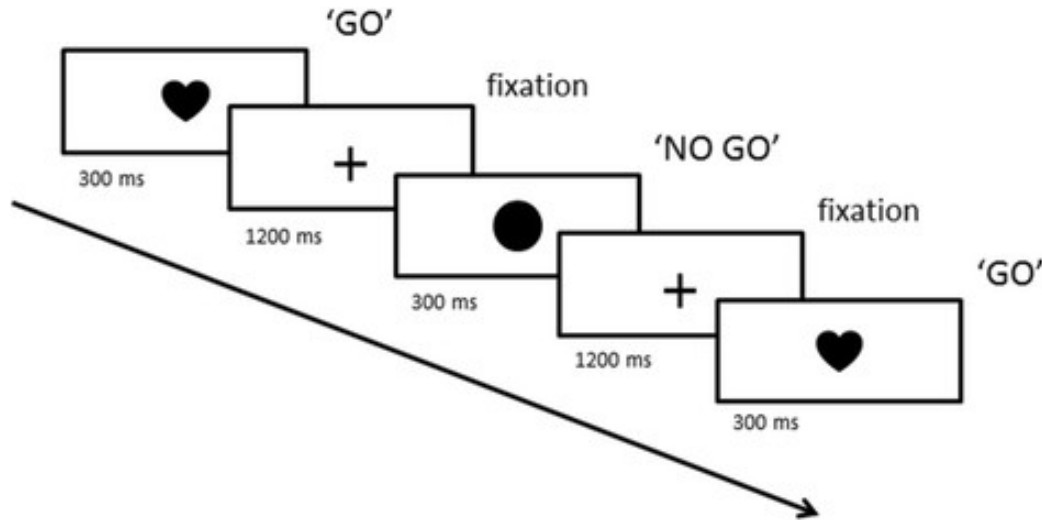 ‘GO’
300 ms
fixation
1200 ms
‘NO GO’
300 ms
fixation
1200 ms
‘GO’
300 ms